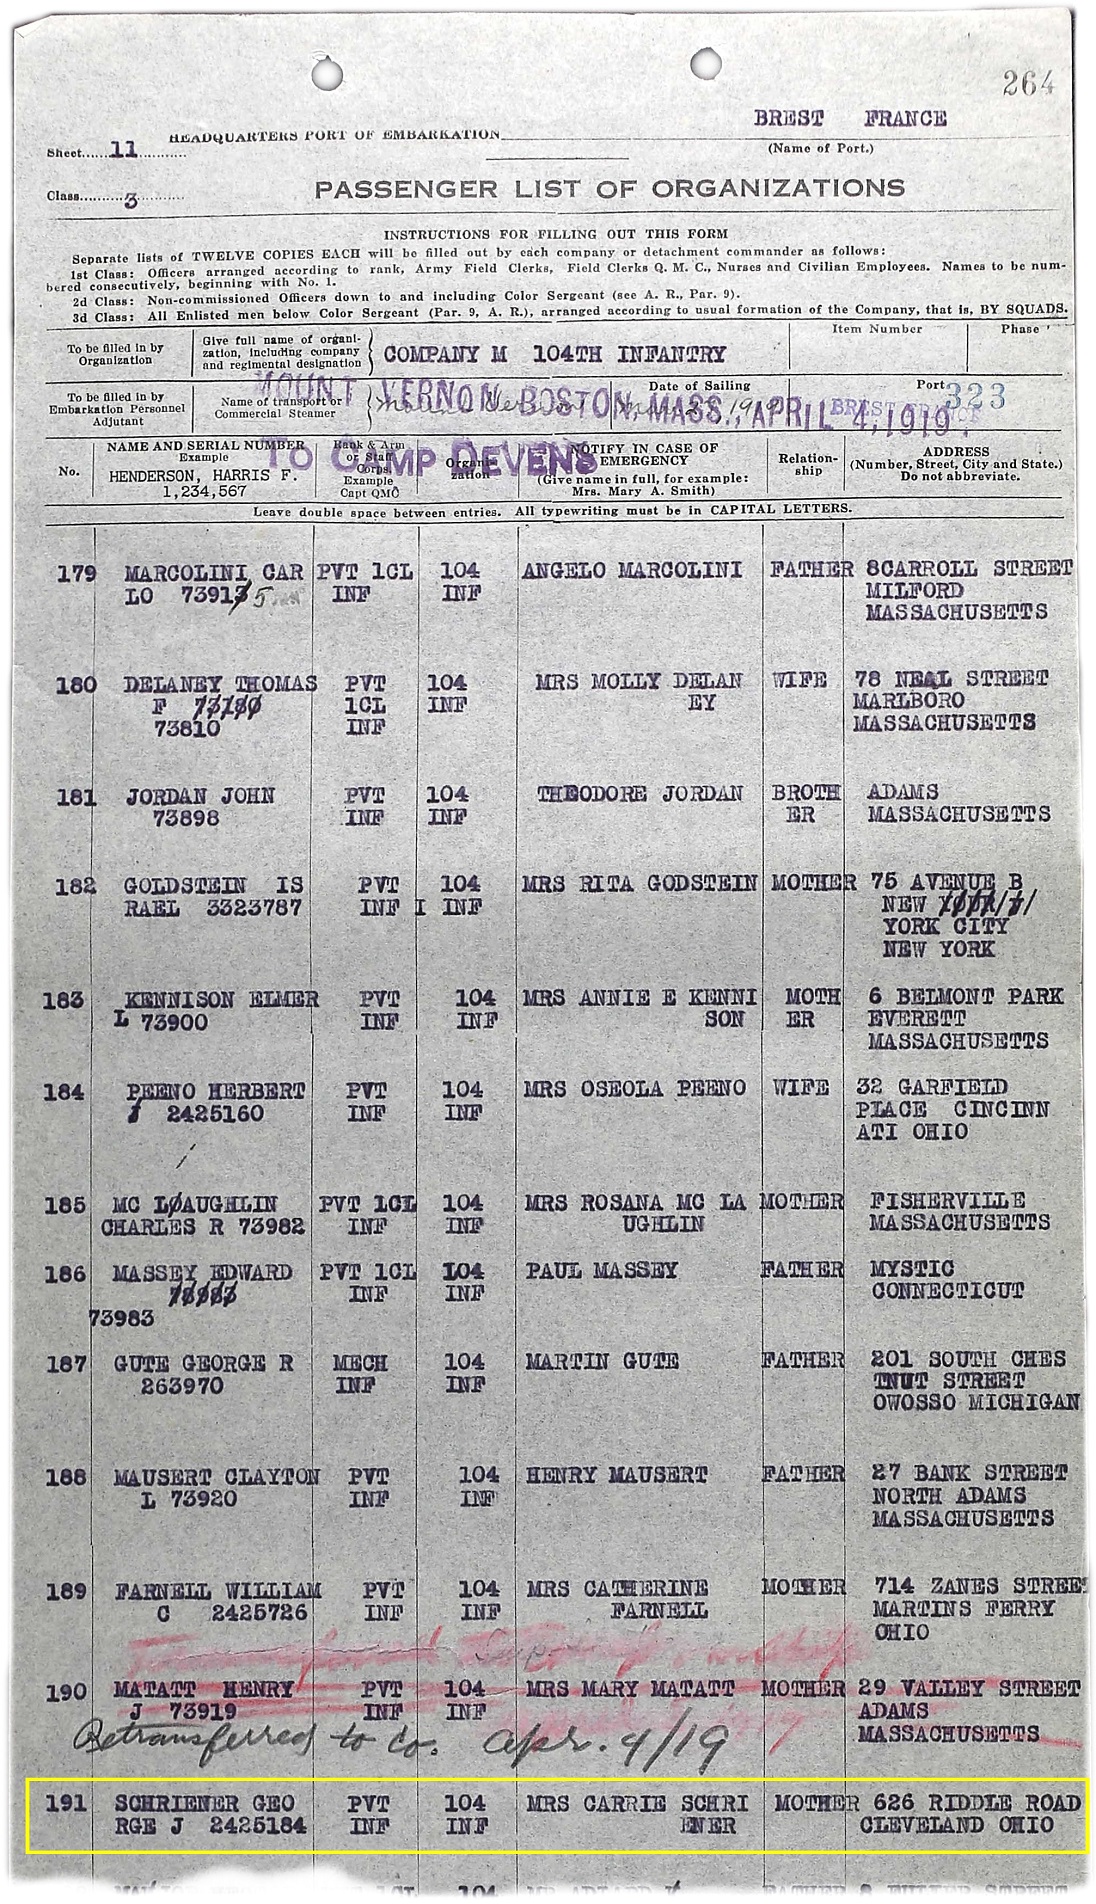 264
BREST FRANCE
HEADQUARTERS PORT OF EMBARKATION
(Name of Port.)
Sheet......11............
Class.........3............
PASSENGER LIST OF ORGANIZATIONS
INSTRUCTIONS FOR FILLING OUT THIS FORM
Separate lists of TWELVE COPIES EACH will be filled out by each company or detachment commander as follows:
1st Class: Officers arranged according to rank, Army Field Clerks, Field Clerks Q. M. C., Nurses and Civilian Employees. Names to be num-
bered consecutively, beginning with No. 1.
2d Class: Non-commissioned Officers down to and including Color Sergeant (see A. R., Par. 9).
3d Class: All Enlisted men below Color Sergeant (Par. 9, A. R.), arranged according to usual formation of the Company, that is, BY SQUADS.
To be filled in by
Organization
Give full name of organi-
zation, including company
and regimental designation
COMPANY M 104TH INFANTRY
Item Number
Phase
To be filled in by
Embarkation Personnel
Adjutant
Name of transport or
Commercial Steamer
Date of Sailing
Port
323
BREST FRANCE
MOUNT VERNON, BOSTON, MASS., APRIL 4, 1919.
TO CAMP DEVENS
No.
NAME AND SERIAL NUMBER
Example
HENDERSON, HARRIS F.
1,234,567
Rank & Arm
or Staff
Corps.
Example
Capt QMC
Organi-
zation
NOTIFY IN CASE OF
EMERGENCY
(Give name in full, for example:
Mrs. Mary A. Smith)
Relation-
ship
ADDRESS
(Number, Street, City and State.)
Do not abbreviate.
Leave double space between entries. All typewriting must be in CAPITAL LETTERS.
179 MARCOLINI CAR PVT 1CL 104 ANGELO MARCOLINI FATHER 8CARROLL STREET
LO 73915 INF INF MILFORD
MASSACHUSETTS
180 DELANEY THOMAS PVT 104 MRS MOLLY DELAN WIFE 78 NEAL STREET
F 73180 1CL INF EY MARLBORO
73810 INF MASSACHUSETTS
181 JORDAN JOHN PVT 104 THEODORE JORDAN BROTH ADAMS
73898 INF INF ER MASSACHUSETTS
182 GOLDSTEIN IS PVT 104 MRS RITA GODSTEIN MOTHER 75 AVENUE B
RAEL 3323787 INF I INF NEW
YORK CITY
NEW YORK
183 KENNISON ELMER PVT 104 MRS ANNIE E KENNI MOTH 6 BELMONT PARK
L 73900 INF INF SON ER EVERETT
MASSACHUSETTS
184 PEENO HERBERT PVT 104 MRS OSEOLA PEENO WIFE 32 GARFIELD
J 2425160 INF INF PLACE CINCINN
ATI OHIO
185 MC LOAUGHLIN PVT 1CL 104 MRS ROSANA MC LA MOTHER FISHERVILLE
CHARLES R 73982 INF INF UGHLIN MASSACHUSETTS
186 MASSEY EDWARD PVT 1CL 104 PAUL MASSEY FATHER MYSTIC
INF INF CONNECTICUT
73983
187 GUTE GEORGE R MECH 104 MARTIN GUTE FATHER 201 SOUTH CHES
263970 INF INF TNUT STREET
OWOSSO MICHIGAN
188 MAUSERT CLAYTON PVT 104 HENRY MAUSERT FATHER 27 BANK STREET
L 73920 INF INF NORTH ADAMS
MASSACHUSETTS
189 FARNELL WILLIAM PVT 104 MRS CATHERINE MOTHER 714 ZANES STREET
C 2425726 INF INF FARNELL MARTINS FERRY
OHIO
190 MATATT HENRY PVT 104 MRS MARY MATATT MOTHER 29 VALLEY STREET
J 73919 INF INF ADAMS
MASSACHUSETTS
Retransferred to Co. Apr. 4/19
191 SCHRIENER GEO PVT 104 MRS CARRIE SCHRI MOTHER 626 RIDDLE ROAD
RGE J 2425184 INF INF ENER CLEVELAND OHIO